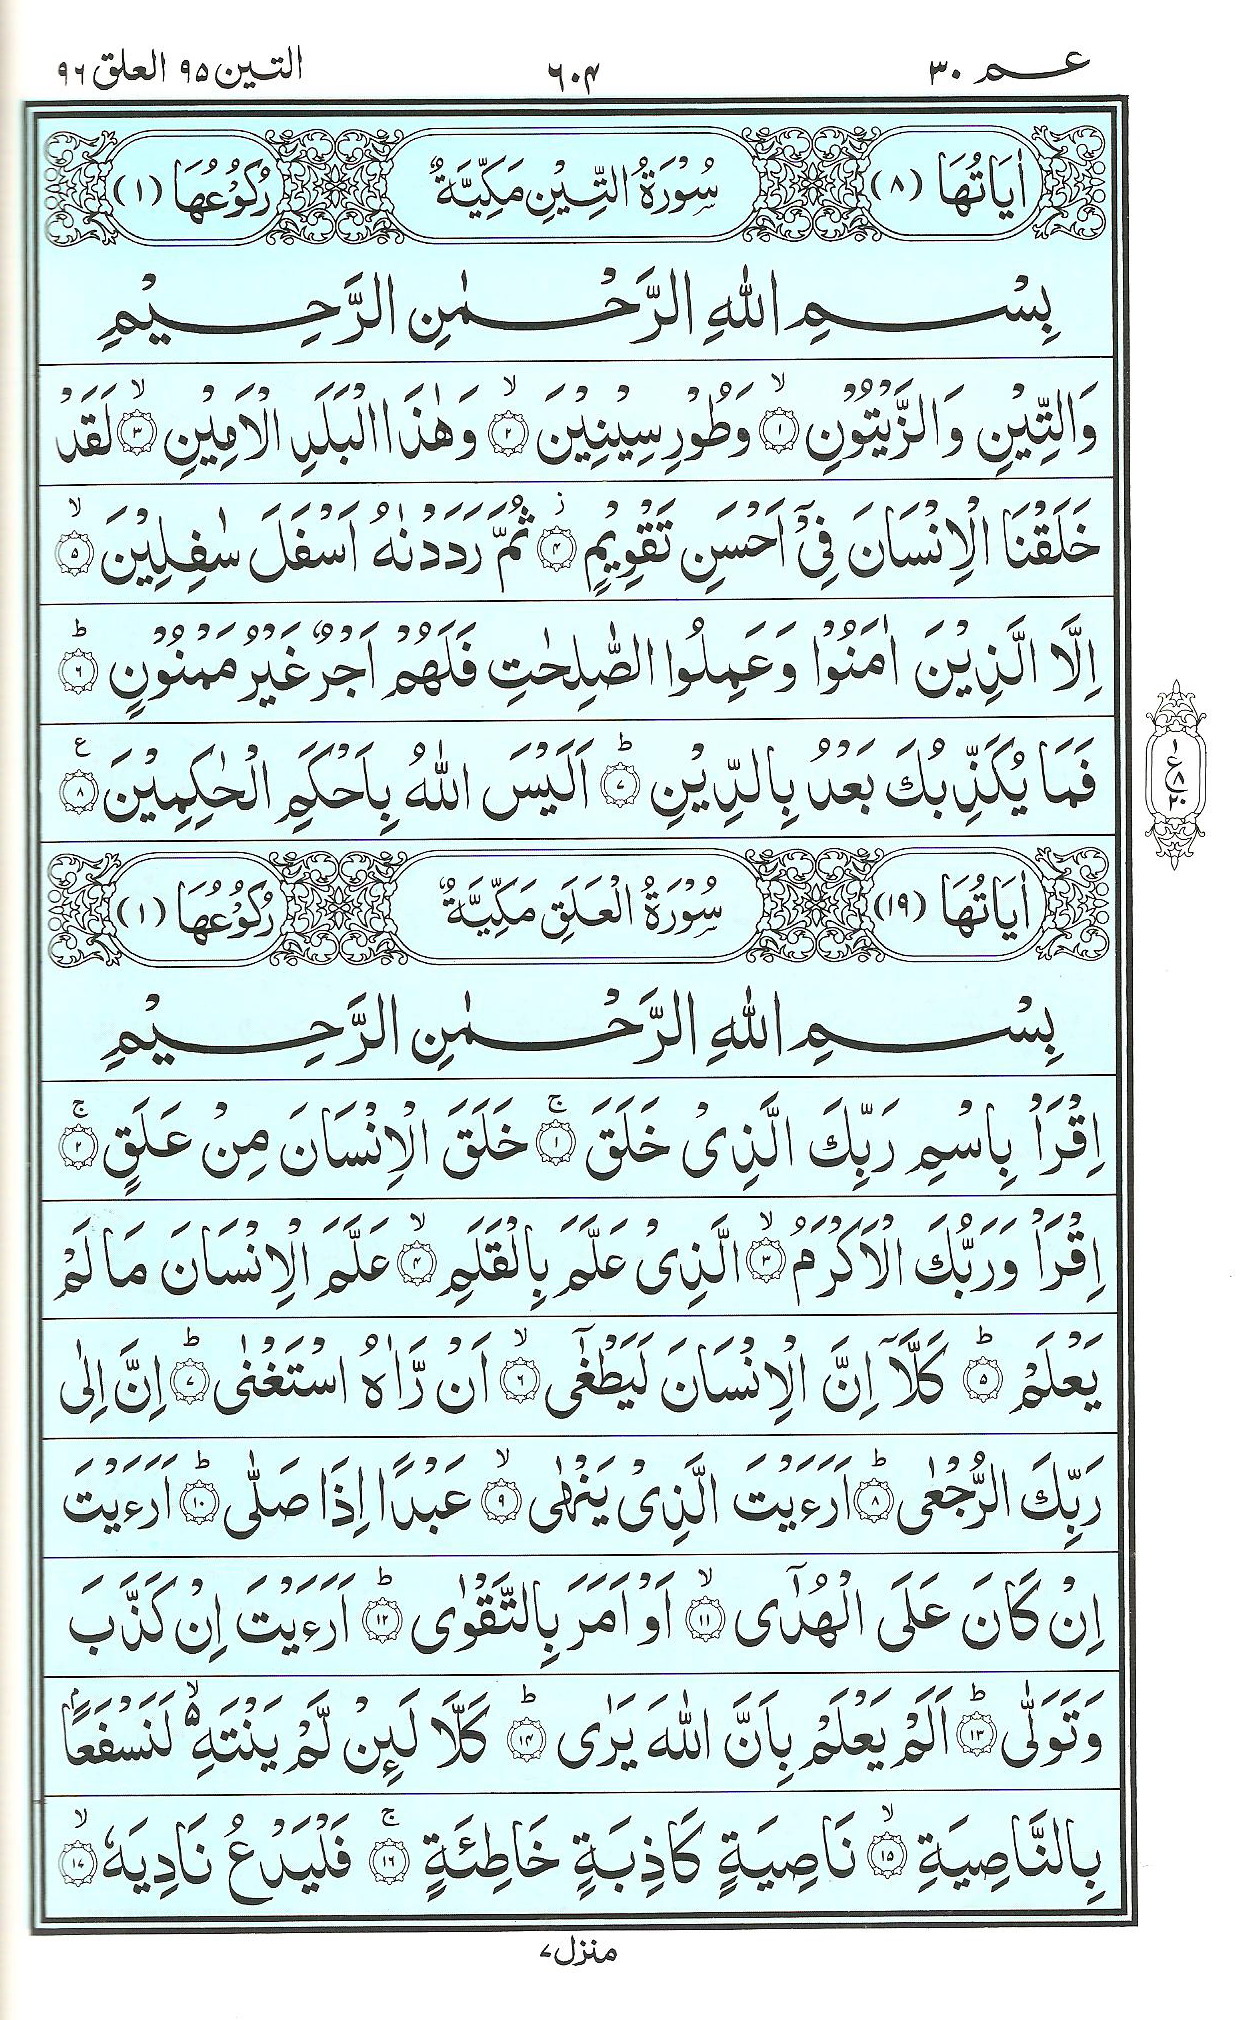 عم ٣٠
٦٠٤
التين ٩٥ العلق ٩٦
اٰيَاتُهَا (٨)
سُوْرَةُ التِّيْنِ مَكِّيَّةٌ
رُكُوْعُهَا (١)
بِسْمِ اللّٰهِ الرَّحْمٰنِ الرَّحِيْمِ
وَالتِّيْنِ وَالزَّيْتُوْنِ ۙ‏﴿١﴾ وَطُوْرِ سِيْنِيْنَ ۙ‏﴿٢﴾ وَهٰذَا الْبَلَدِ الْاَمِيْنِ ۙ‏﴿٣﴾ لَقَدْ
خَلَقْنَا الْاِنْسَانَ فِىْۤ اَحْسَنِ تَقْوِيْمٍ ز﴿٤﴾ ثُمَّ رَدَدْنٰهُ اَسْفَلَ سٰفِلِيْنَ ۙ‏﴿٥﴾
اِلَّا الَّذِيْنَ اٰمَنُوْا وَعَمِلُوا الصّٰلِحٰتِ فَلَهُمْ اَجْرٌ غَيْرُ مَمْنُوْنٍ ؕ‏﴿٦﴾
فَمَا يُكَذِّبُكَ بَعْدُ بِالدِّيْنِ ؕ‏﴿٧﴾ اَلَيْسَ اللّٰهُ بِاَحْكَمِ الْحٰكِمِيْنَ ع﴿٨﴾
١
ع ٨
٢٠
اٰيَاتُهَا (١٩)
سُوْرَةُ الْعَلَقِ مَكِّيَّةٌ
رُكُوْعُهَا (١)
بِسْمِ اللّٰهِ الرَّحْمٰنِ الرَّحِيْمِ
اِقْرَاْ بِاسْمِ رَبِّكَ الَّذِىْ خَلَقَ ۚ‏﴿١﴾ خَلَقَ الْاِنْسَانَ مِنْ عَلَقٍ ۚ‏﴿٢﴾
اِقْرَاْ وَرَبُّكَ الْاَكْرَمُ ۙ‏﴿٣﴾ الَّذِىْ عَلَّمَ بِالْقَلَمِ ۙ‏﴿٤﴾ عَلَّمَ الْاِنْسَانَ مَا لَمْ
يَعْلَمْ ؕ‏﴿٥﴾ كَلَّاۤ اِنَّ الْاِنْسَانَ لَيَطْغٰٓى ۙ‏﴿٦﴾ اَنْ رَّاٰهُ اسْتَغْنٰى ؕ‏﴿٧﴾ اِنَّ اِلٰى
رَبِّكَ الرُّجْعٰى ؕ‏﴿٨﴾ اَرَءَيْتَ الَّذِىْ يَنْهٰى ۙ‏﴿٩﴾ عَبْدًا اِذَا صَلّٰى ؕ‏﴿١٠﴾ اَرَءَيْتَ
اِنْ كَانَ عَلَى الْهُدٰٓى ۙ‏﴿١١﴾ اَوْ اَمَرَ بِالتَّقْوٰى ؕ‏﴿١٢﴾ اَرَءَيْتَ اِنْ كَذَّبَ
وَتَوَلّٰى ؕ‏﴿١٣﴾ اَلَمْ يَعْلَمْ بِاَنَّ اللّٰهَ يَرٰى ؕ‏﴿١٤﴾ كَلَّا لَئِنْ لَّمْ يَنْتَهِ ۙ۬ لَنَسْفَعًۢا
بِالنَّاصِيَةِ ۙ‏﴿١٥﴾ نَاصِيَةٍ كَاذِبَةٍ خَاطِئَةٍ ۚ‏﴿١٦﴾ فَلْيَدْعُ نَادِيَهٗ ۙ‏﴿١٧﴾
منزل ٧